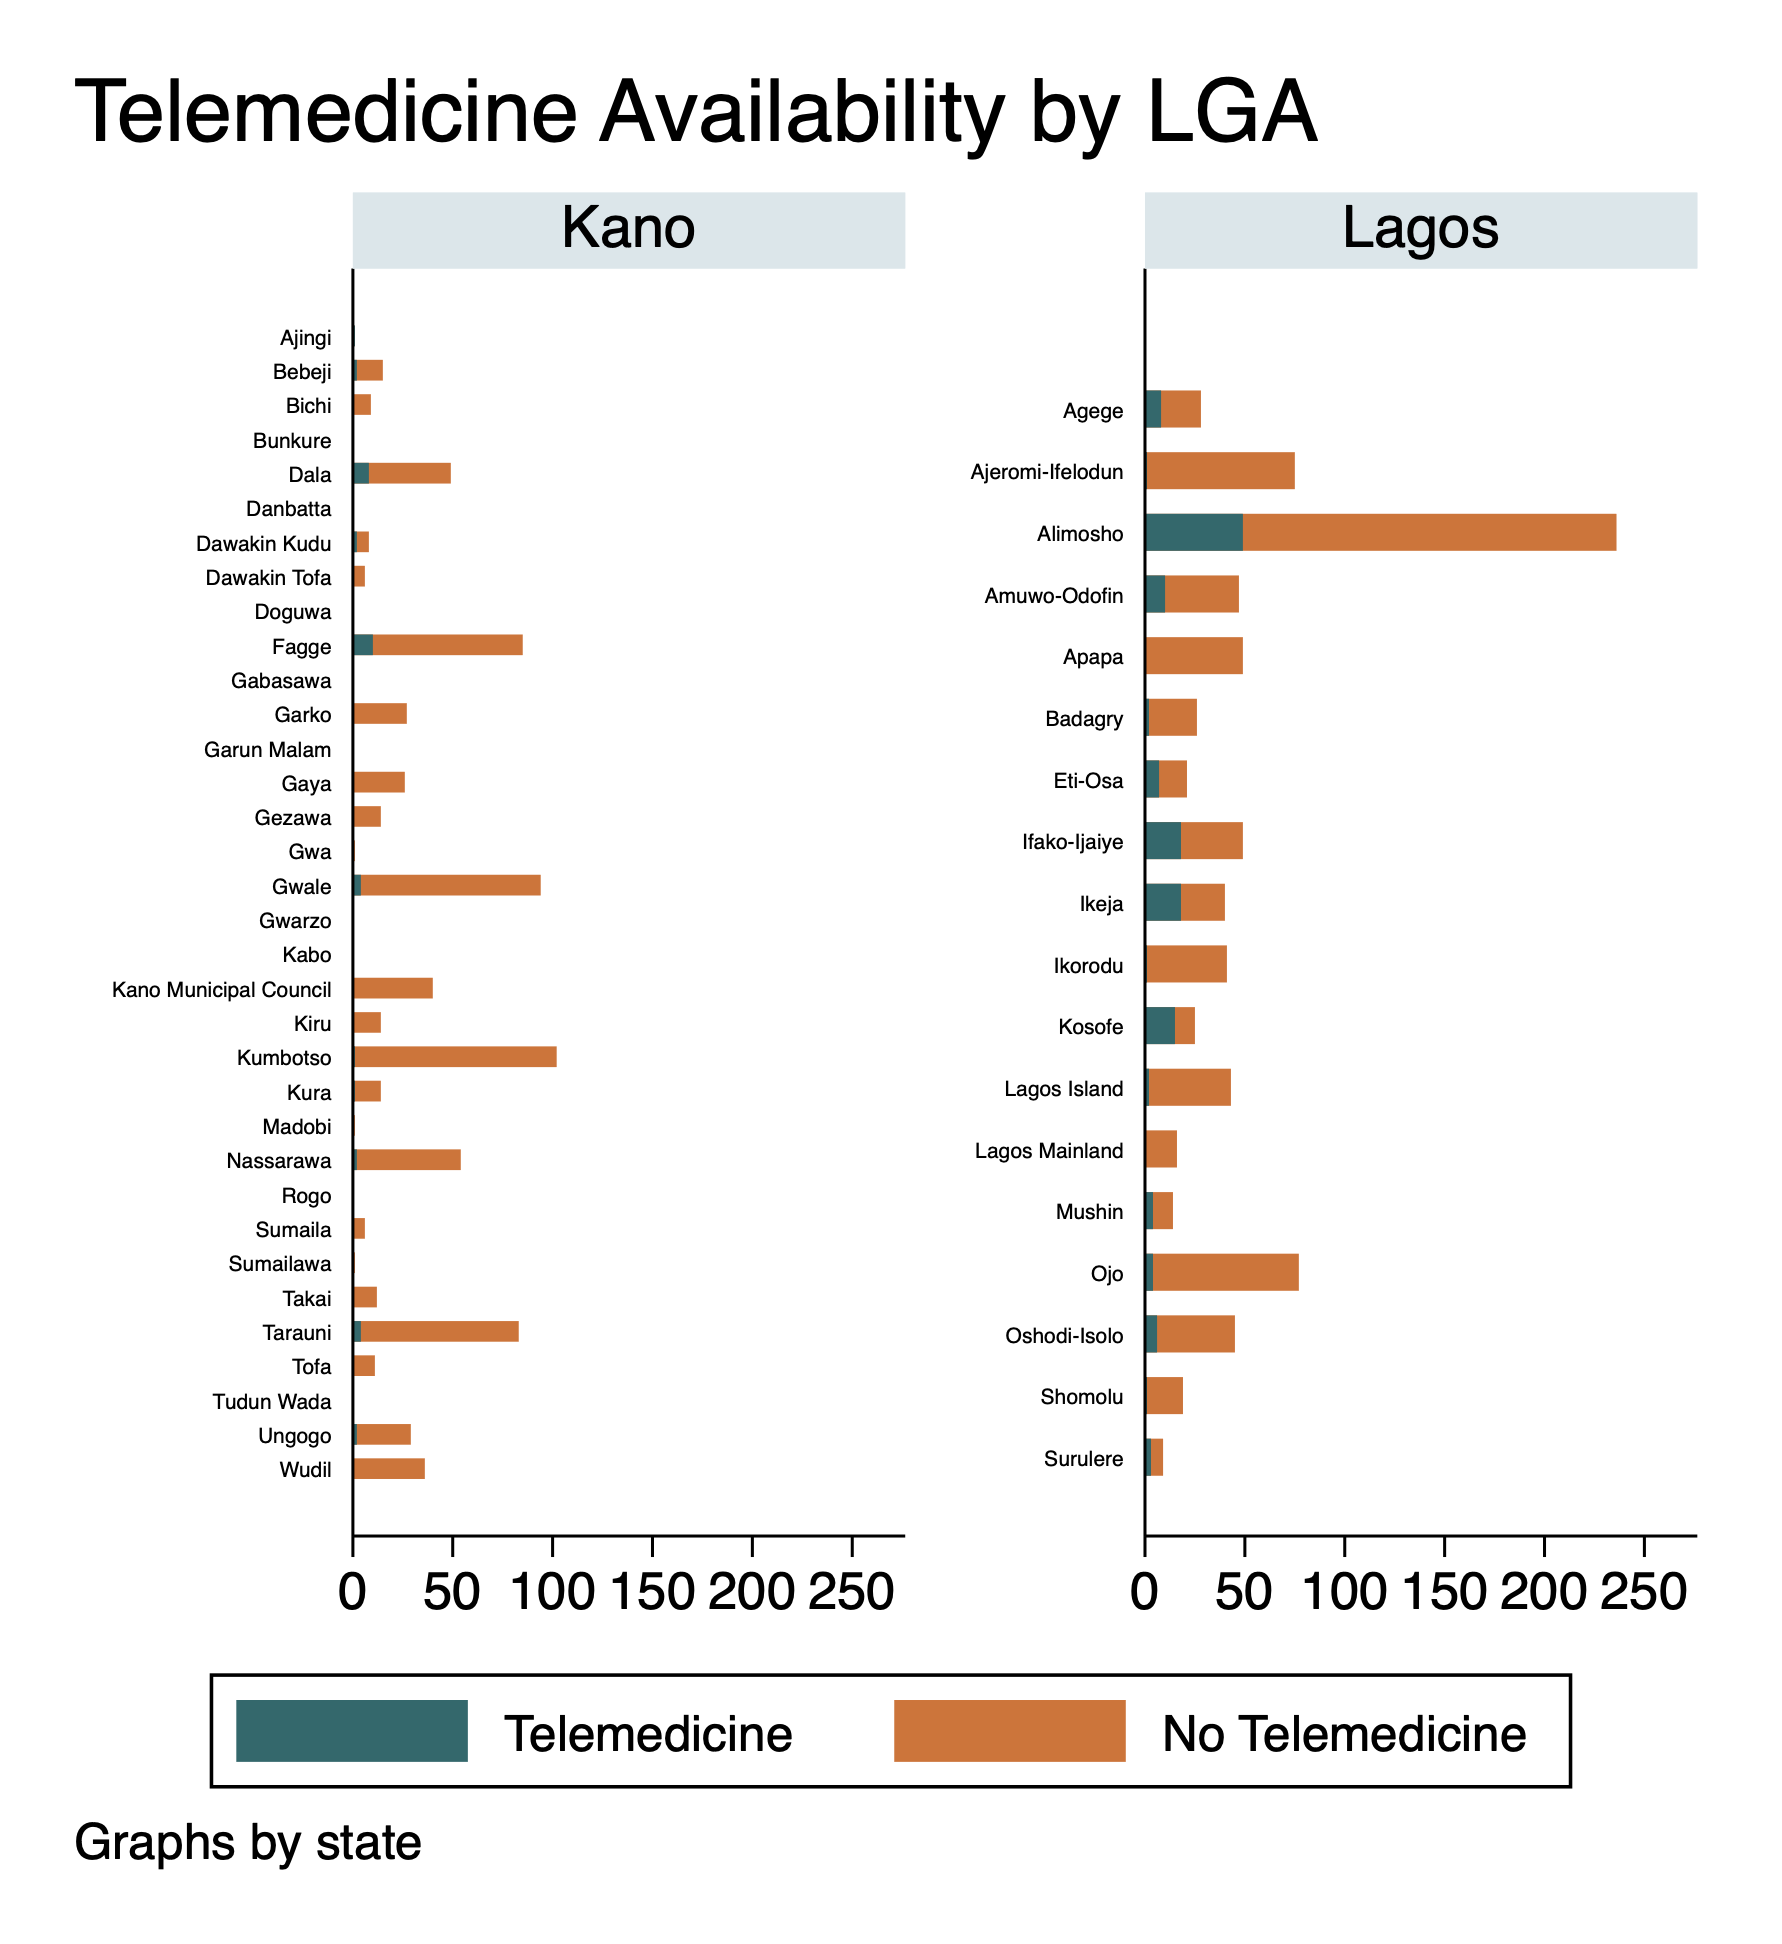 Telemedicine Availability by LGA
Kano
Ajingi
Bebeji
Bichi
Bunkure
Dala
Danbatta
Dawakin Kudu
Dawakin Tofa
Doguwa
Fagge
Gabasawa
Garko
Garun Malam
Gaya
Gezawa
Gwa
Gwale
Gwarzo
Kabo
Kano Municipal Council
Kiru
Kumbotso
Kura
Madobi
Nassarawa
Rogo
Sumaila
Sumailawa
Takai
Tarauni
Tofa
Tudun Wada
Ungogo
Wudil
0 50 100 150 200 250
Lagos
Agege
Ajeromi-Ifelodun
Alimosho
Amuwo-Odofin
Apapa
Badagry
Eti-Osa
Ifako-Ijaiye
Ikeja
Ikorodu
Kosofe
Lagos Island
Lagos Mainland
Mushin
Ojo
Oshodi-Isolo
Shomolu
Surulere
0 50 100 150 200 250
Telemedicine
No Telemedicine
Graphs by state